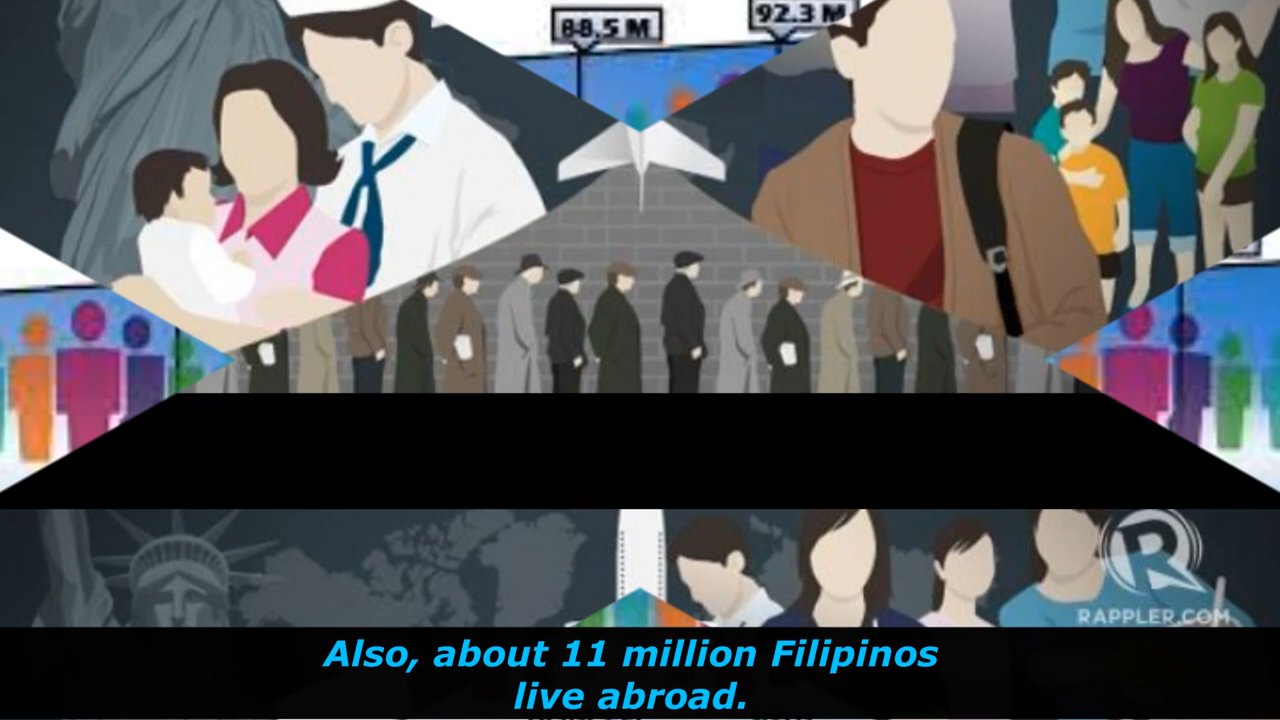 88.5 M
92.3 M
RAPPLER.COM
Also, about 11 million Filipinos
live abroad.